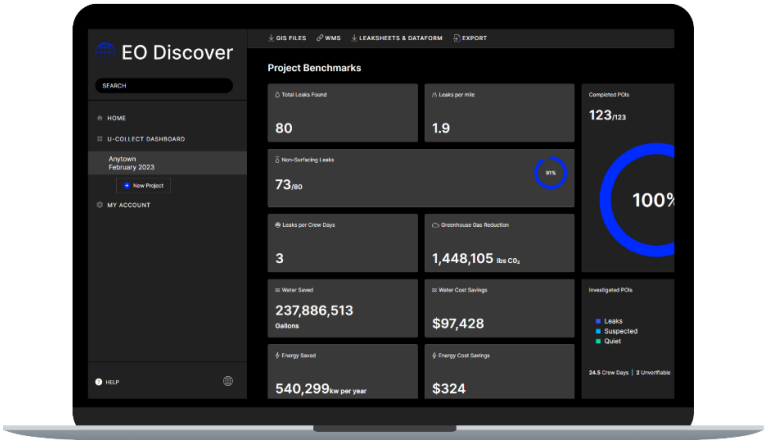 EO Discover
SEARCH
HOME
U-COLLECT DASHBOARD
Anytown
February 2023
New Project
MY ACCOUNT
? HELP
GIS FILES WMS LEAKSHEETS & DATAFORM EXPORT
Project Benchmarks
Total Leaks Found
80
Leaks per mile
1.9
Non-Surfacing Leaks
73/80
91%
Leaks per Crew Days
3
Greenhouse Gas Reduction
1,448,105 lbs CO₂
Water Saved
237,886,513
Gallons
Water Cost Savings
$97,428
Energy Saved
540,299kw per year
Energy Cost Savings
$324
Completed POIs
123/123
100%
Investigated POIs
Leaks
Suspected
Quiet
24.5 Crew Days | 2 Unverifiable